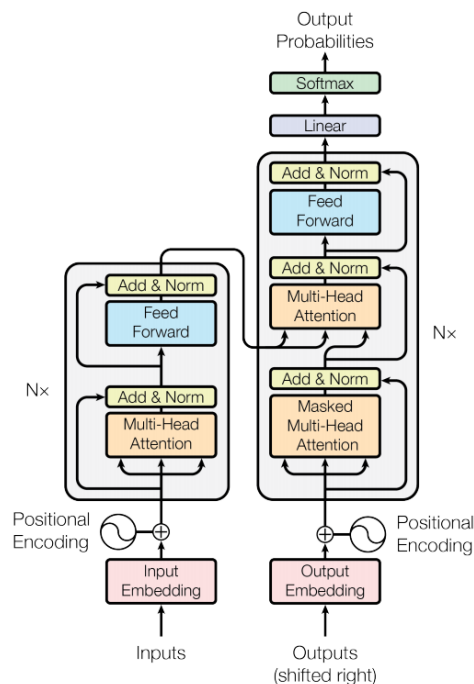 Output
Probabilities
Softmax
Linear
Add & Norm
Feed
Forward
Add & Norm
Multi-Head
Attention
Add & Norm
Masked
Multi-Head
Attention
Nx
Add & Norm
Feed
Forward
Add & Norm
Multi-Head
Attention
Nx
Positional
Encoding
Positional
Encoding
Input
Embedding
Output
Embedding
Inputs
Outputs
(shifted right)